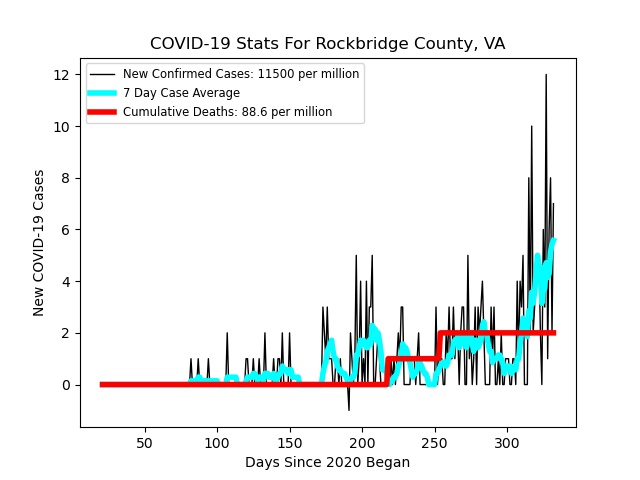 COVID-19 Stats For Rockbridge County, VA
New Confirmed Cases: 11500 per million
7 Day Case Average
Cumulative Deaths: 88.6 per million
New COVID-19 Cases
12
10
8
6
4
2
0
50 100 150 200 250 300
Days Since 2020 Began